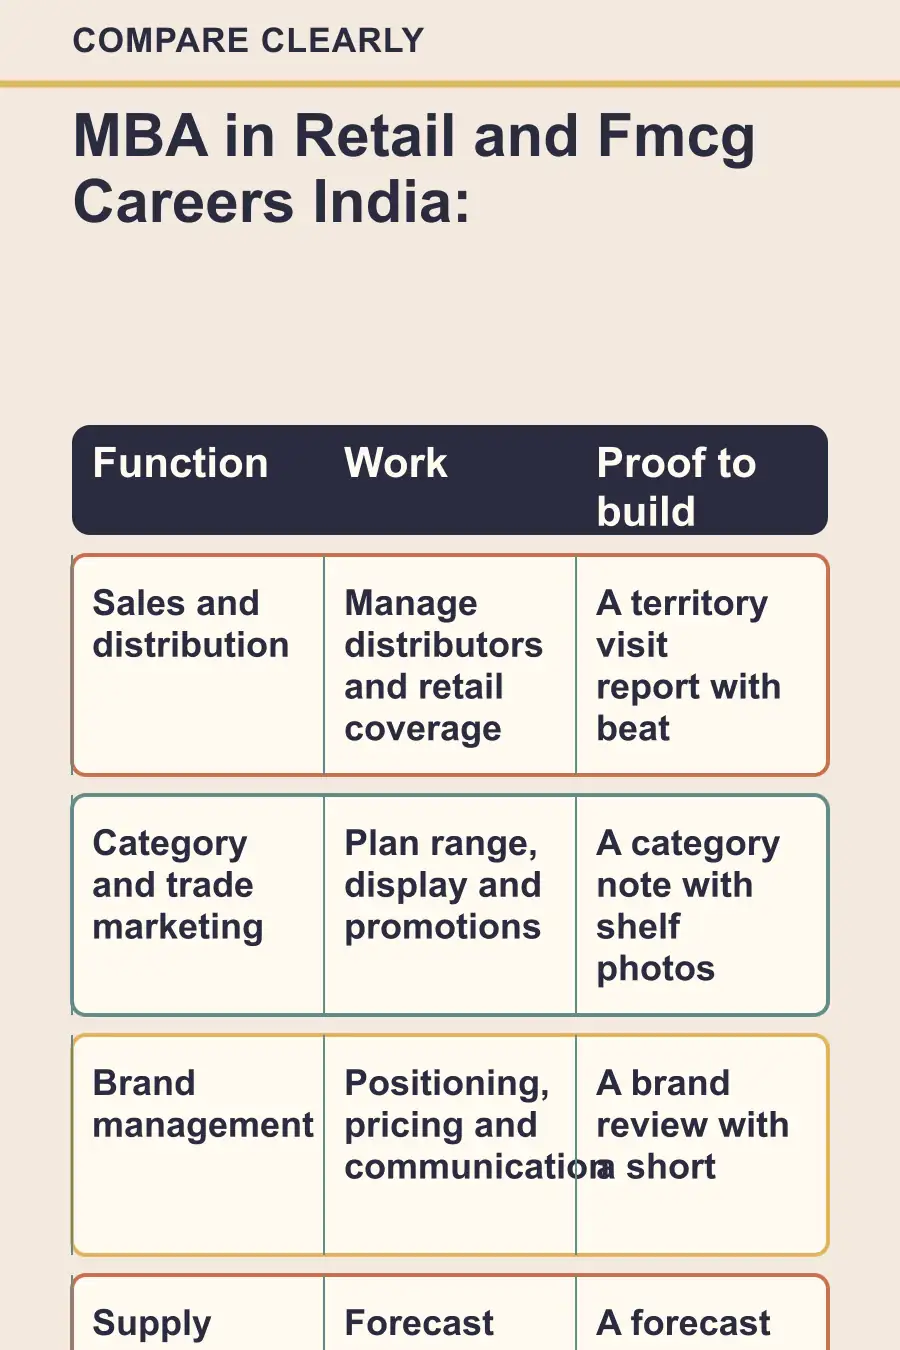 COMPARE CLEARLY
MBA in Retail and Fmcg
Careers India:
Function
Work
Proof to
build
Sales and
distribution
Manage
distributors
and retail
coverage
A territory
visit
report with
beat
Category
and trade
marketing
Plan range,
display and
promotions
A category
note with
shelf
photos
Brand
management
Positioning,
pricing and
communication
A brand
review with
a short
Supply
Forecast
A forecast